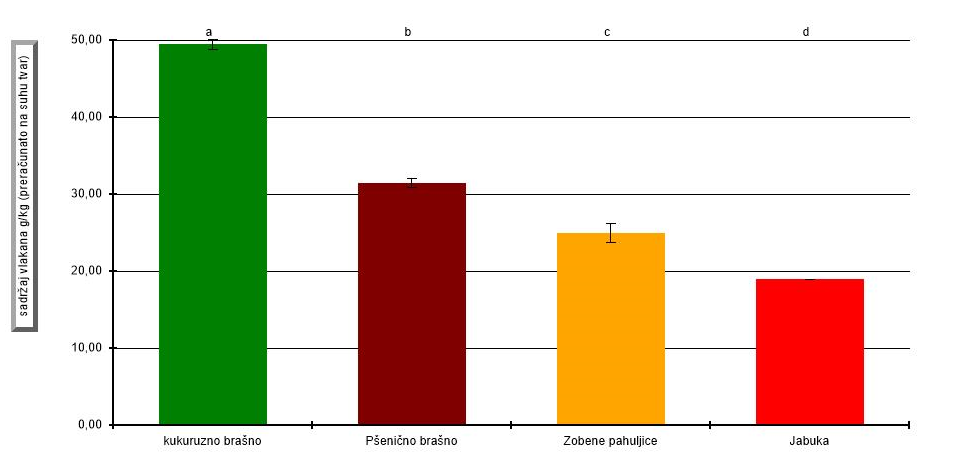 a b c d
50,00
40,00
30,00
20,00
10,00
0,00
sadržaj vlakana g/kg (preračunato na suhu tvar)
kukuruzno brašno Pšenično brašno Zobene pahuljice Jabuka